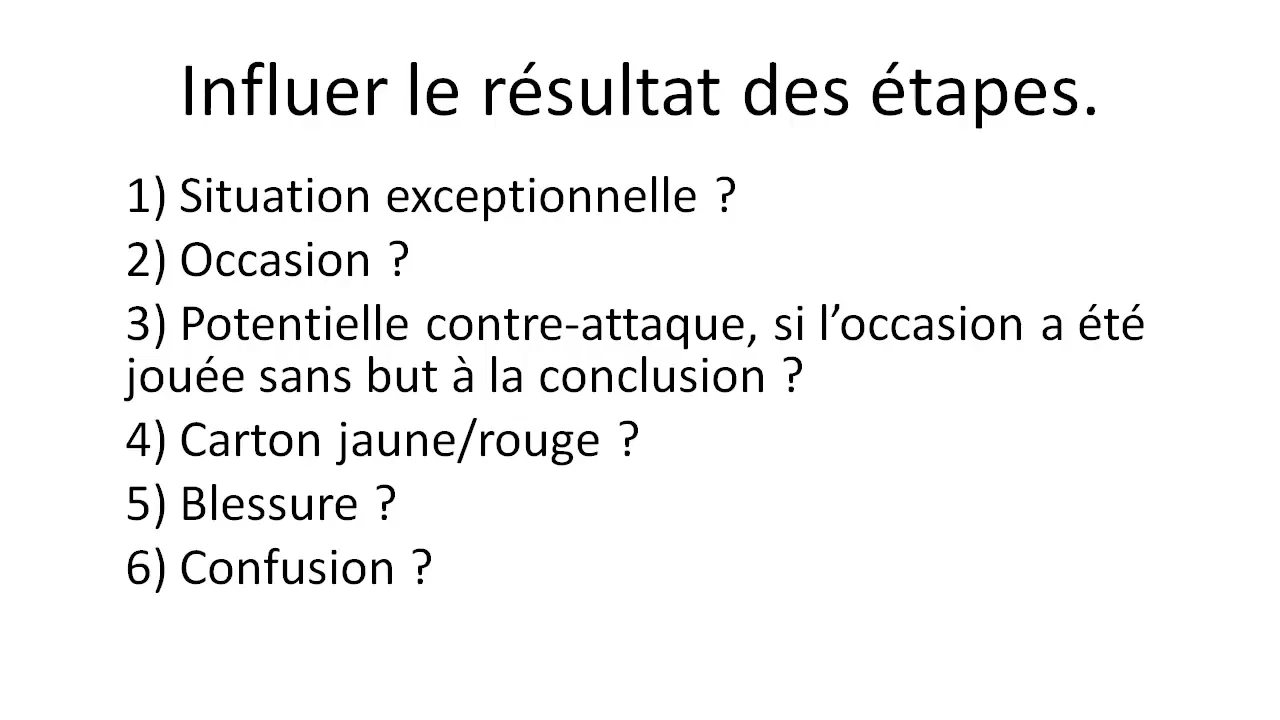 Influer le résultat des étapes.
1) Situation exceptionnelle ?
2) Occasion ?
3) Potentielle contre-attaque, si l’occasion a été
jouée sans but à la conclusion ?
4) Carton jaune/rouge ?
5) Blessure ?
6) Confusion ?